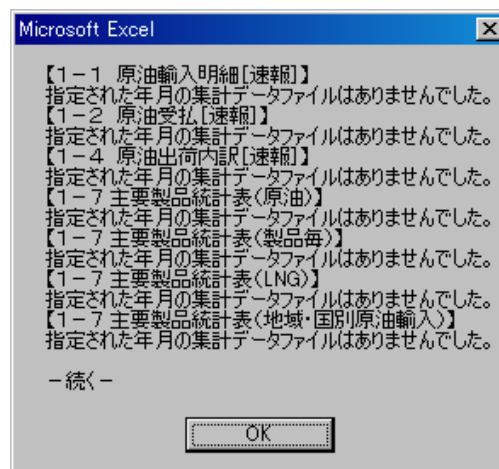 Microsoft Excel
【1－1 原油輸入明細[速報]】
指定された年月の集計データファイルはありませんでした。
【1－2 原油受払[速報]】
指定された年月の集計データファイルはありませんでした。
【1－4 原油出荷内訳[速報]】
指定された年月の集計データファイルはありませんでした。
【1－7 主要製品統計表(原油)】
指定された年月の集計データファイルはありませんでした。
【1－7 主要製品統計表(製品毎)】
指定された年月の集計データファイルはありませんでした。
【1－7 主要製品統計表(LNG)】
指定された年月の集計データファイルはありませんでした。
【1－7 主要製品統計表(地域・国別原油輸入)】
指定された年月の集計データファイルはありませんでした。
－続く－
OK